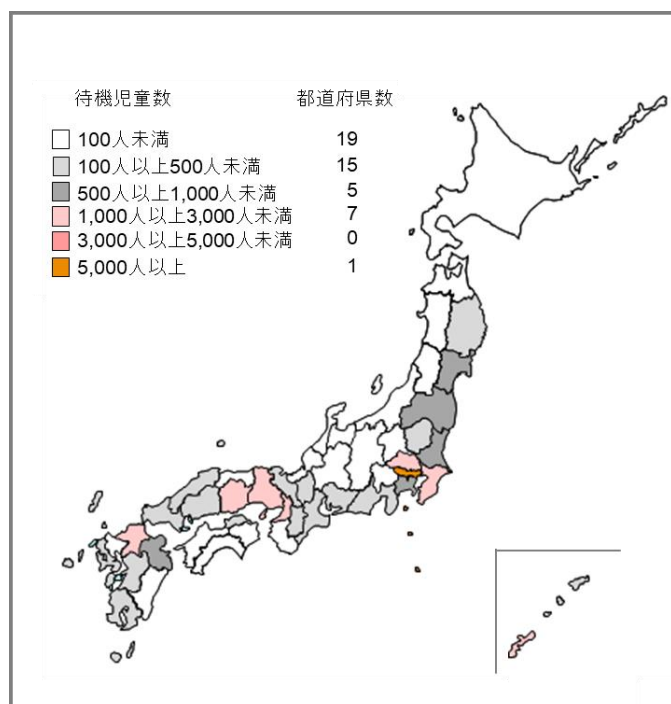 待機児童数 都道府県数
100人未満 19
100人以上500人未満 15
500人以上1,000人未満 5
1,000人以上3,000人未満 7
3,000人以上5,000人未満 0
5,000人以上 1